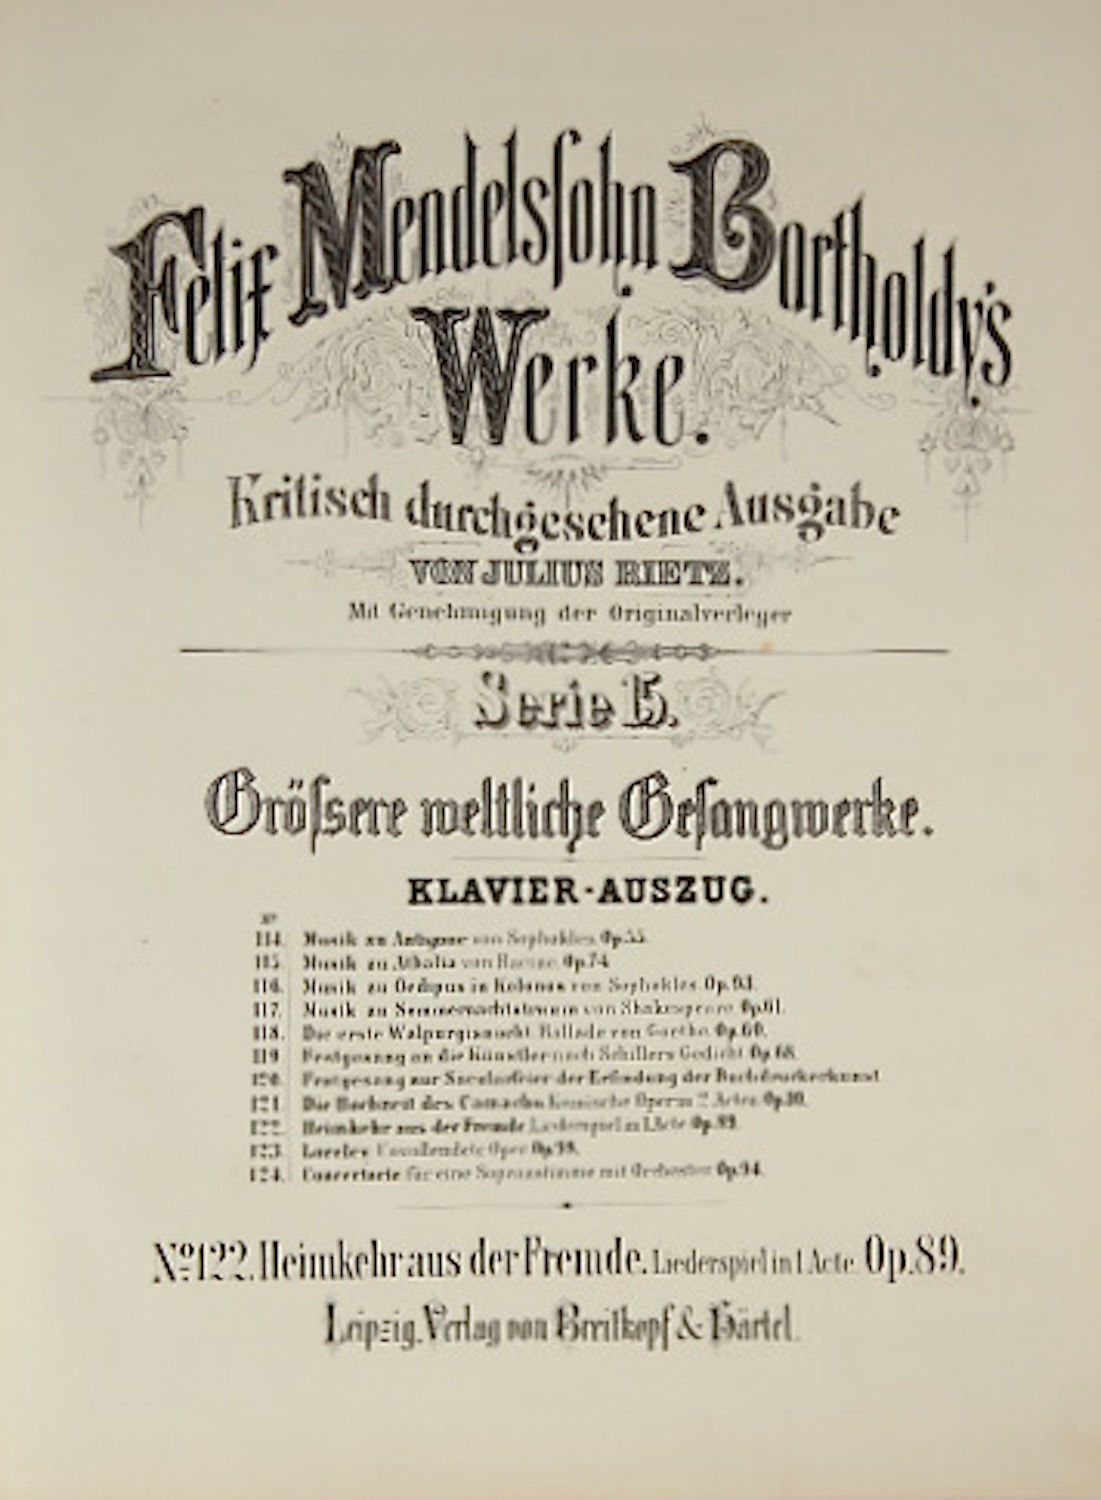 Felix Mendelssohn Bartholdy's
Werke.
Kritisch durchgesehene Ausgabe
VON JULIUS RIETZ.
Mit Genehmigung der Originalverleger
Serie 15.
Grössere weltliche Gesangwerke.
KLAVIER-AUSZUG.
No
114. Musik zu Antigone von Sophokles. Op. 55.
115. Musik zu Athalia von Racine. Op. 74.
116. Musik zu Oedipus in Kolonos von Sophokles. Op. 93.
117. Musik zu Sommernachtstraum von Shakespeare. Op. 61.
118. Die erste Walpurgisnacht. Ballade von Goethe. Op. 60.
119. Festgesang an die Künstler nach Schillers Gedicht. Op. 68.
120. Festgesang zur Säcularfeier der Erfindung der Buchdruckerkunst
121. Die Hochzeit des Camacho. Komische Oper in 2 Acten. Op. 10.
122. Heimkehr aus der Fremde. Liederspiel in 1 Acte. Op. 89.
123. Loreley. Unvollendete Oper. Op. 98.
124. Concertarie für eine Sopranstimme mit Orchester. Op. 94.
No. 122. Heimkehr aus der Fremde. Liederspiel in 1 Acte. Op. 89.
Leipzig, Verlag von Breitkopf & Härtel.